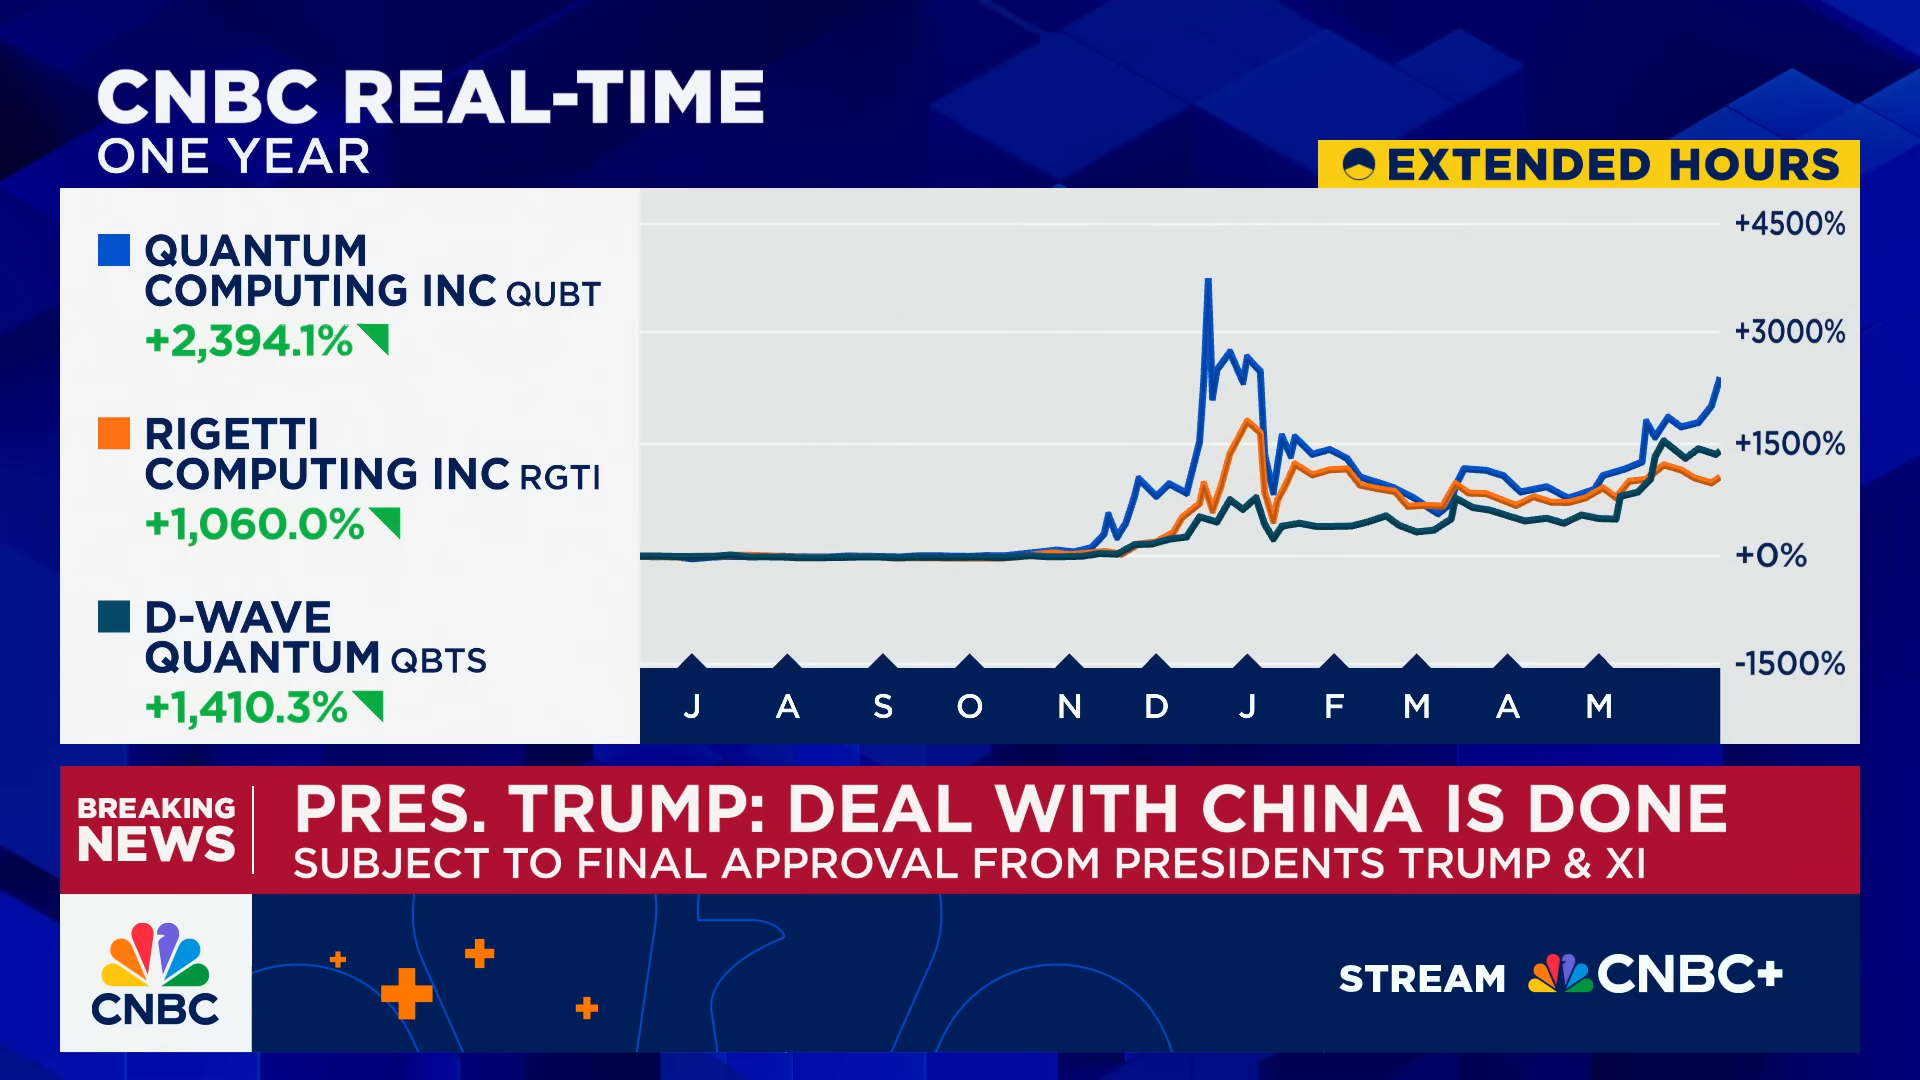 CNBC REAL-TIME
ONE YEAR
EXTENDED HOURS
QUANTUM
COMPUTING INC QUBT
+2,394.1%
RIGETTI
COMPUTING INC RGTI
+1,060.0%
D-WAVE
QUANTUM QBTS
+1,410.3%
+4500%
+3000%
+1500%
+0%
-1500%
J A S O N D J F M A M
BREAKING
NEWS
PRES. TRUMP: DEAL WITH CHINA IS DONE
SUBJECT TO FINAL APPROVAL FROM PRESIDENTS TRUMP & XI
CNBC
STREAM CNBC+